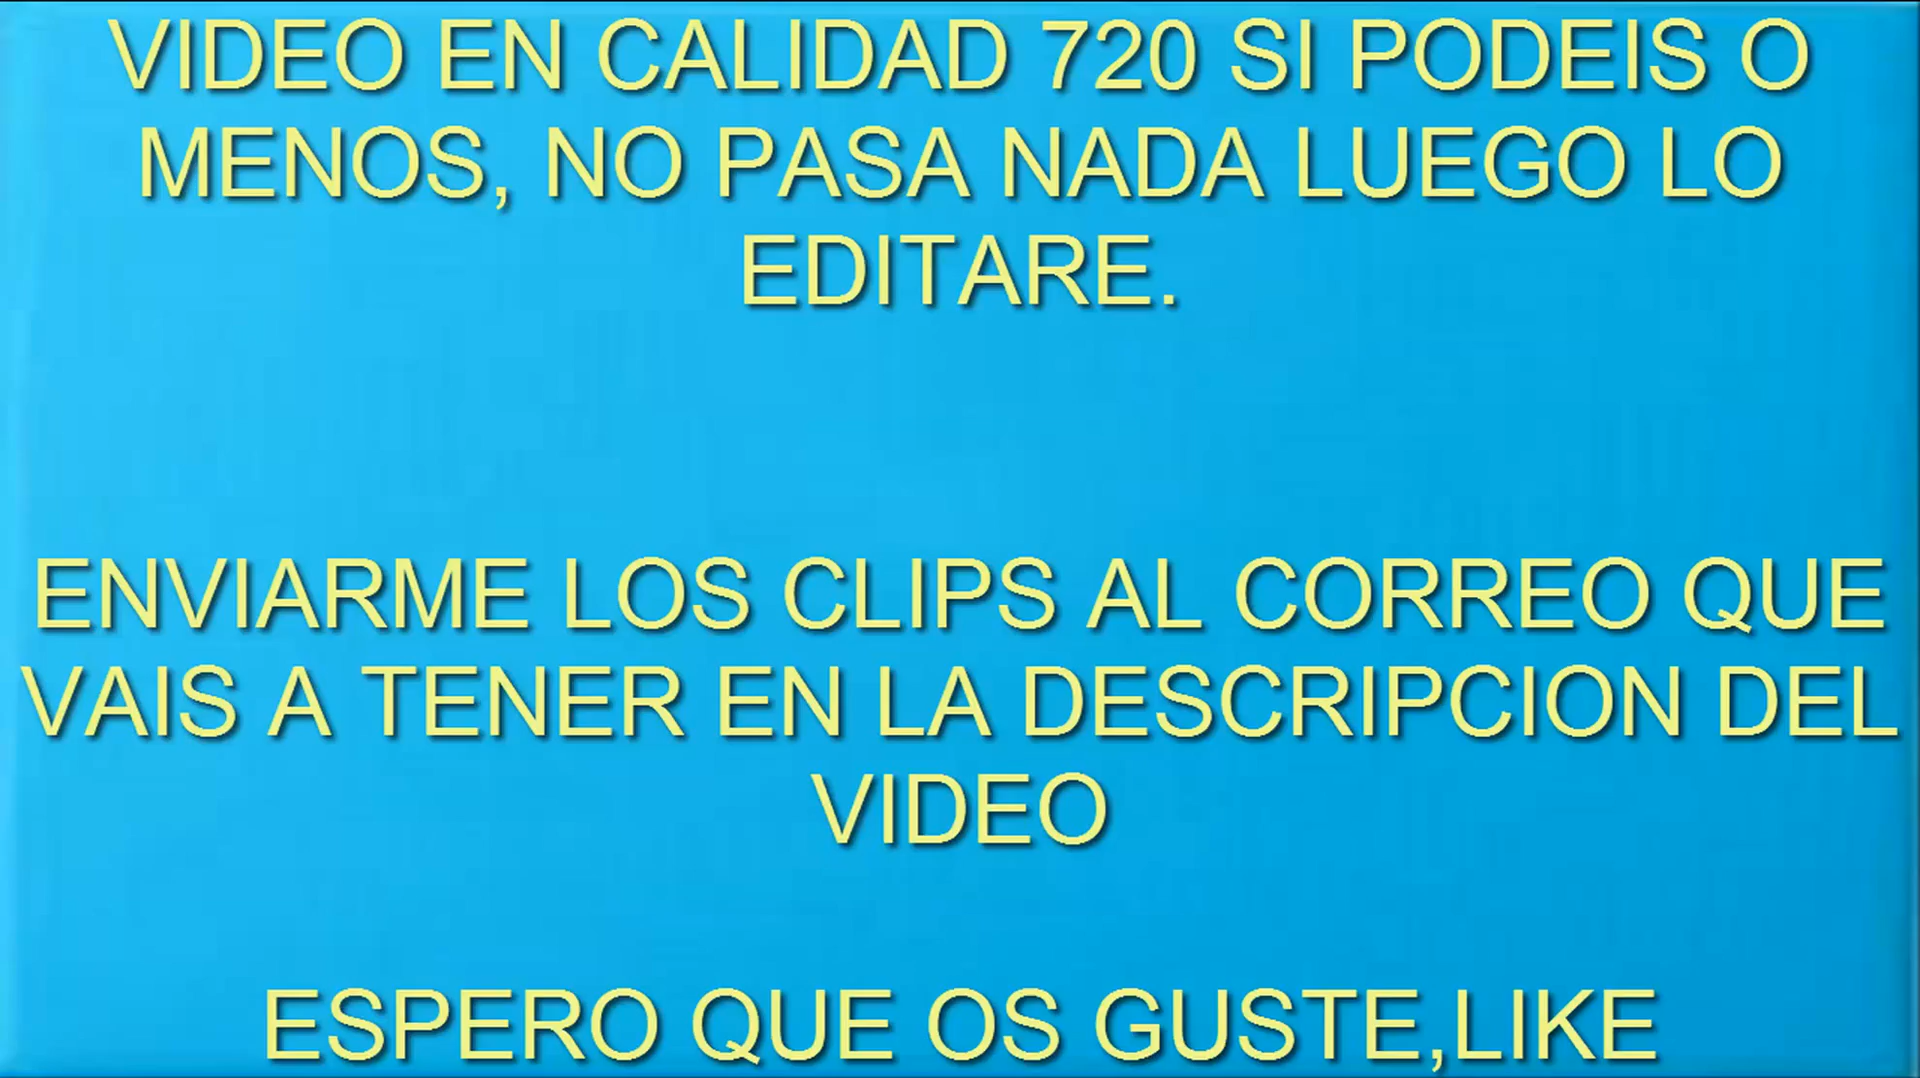 VIDEO EN CALIDAD 720 SI PODEIS O
MENOS, NO PASA NADA LUEGO LO
EDITARE.
ENVIARME LOS CLIPS AL CORREO QUE
VAIS A TENER EN LA DESCRIPCION DEL
VIDEO
ESPERO QUE OS GUSTE,LIKE